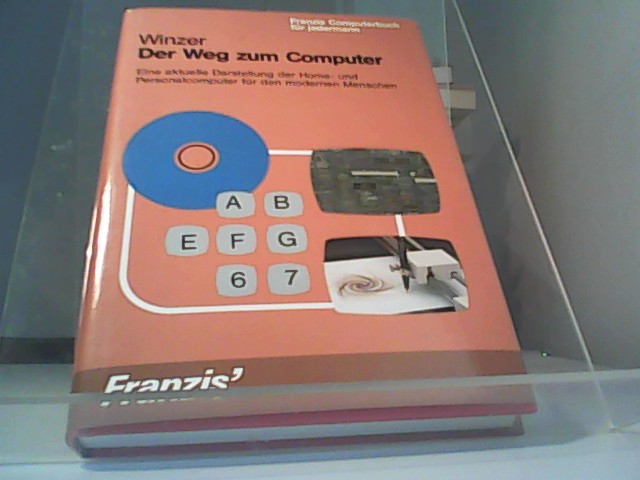 Franzis Computerbuch
für jedermann
Winzer
Der Weg zum Computer
Eine aktuelle Darstellung der Home- und
Personalcomputer für den modernen Menschen
A B
E F G
6 7
Franzis'